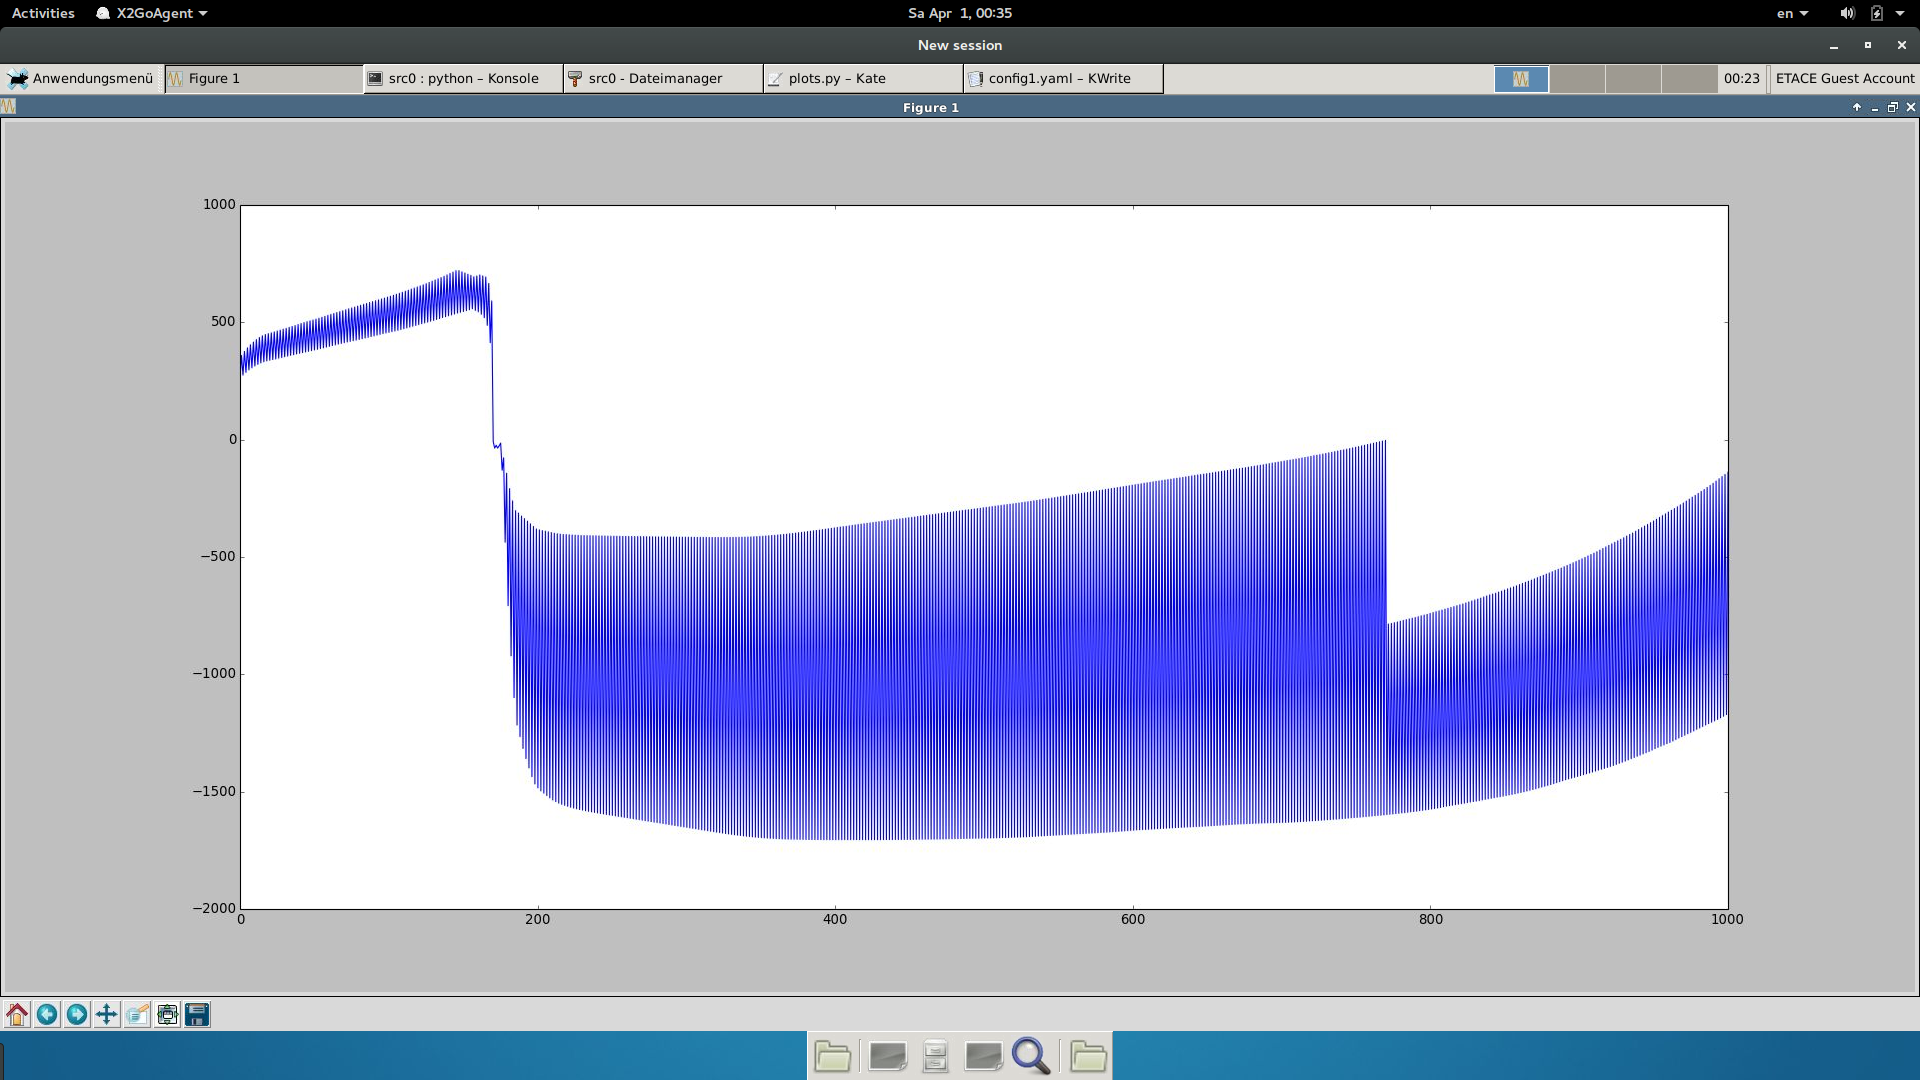 Activities X2GoAgent Sa Apr 1, 00:35 en
New session
Anwendungsmenü Figure 1 src0 : python – Konsole src0 - Dateimanager plots.py – Kate config1.yaml – KWrite 00:23 ETACE Guest Account
Figure 1
1000
500
0
−500
−1000
−1500
−2000
0 200 400 600 800 1000